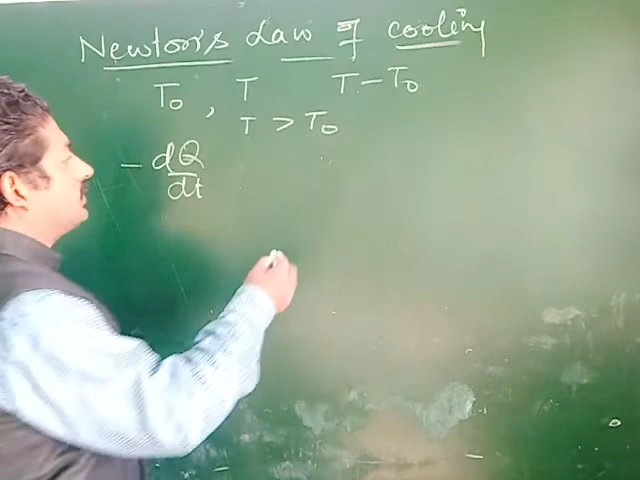 Newton's Law of cooling
T₀, T T - T₀
T > T₀
- dQ/dt